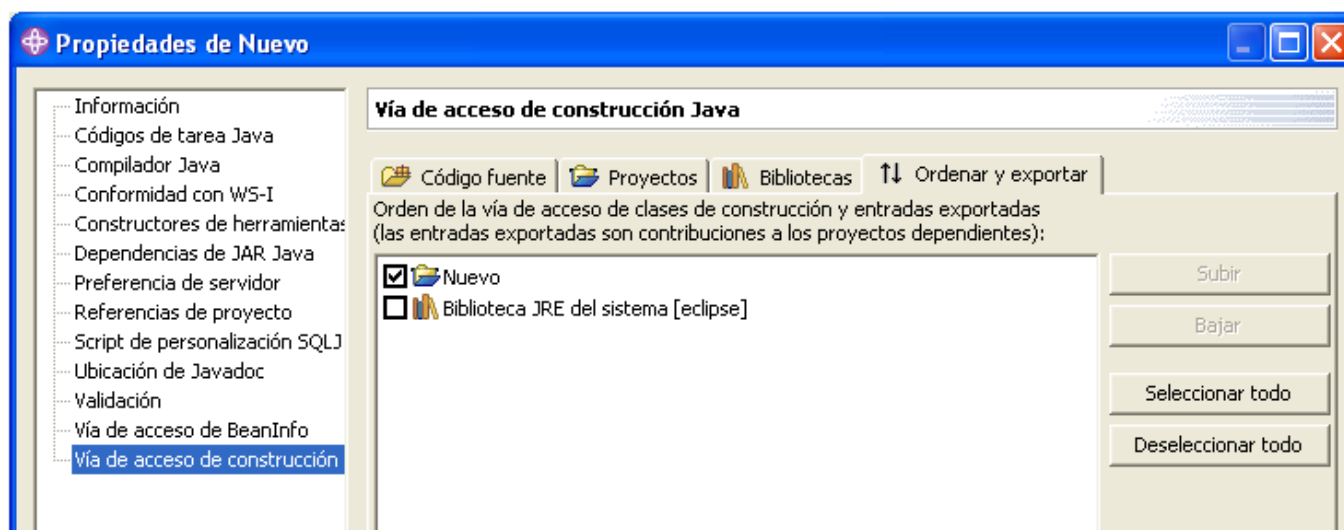 Propiedades de Nuevo
Información
Códigos de tarea Java
Compilador Java
Conformidad con WS-I
Constructores de herramientas
Dependencias de JAR Java
Preferencia de servidor
Referencias de proyecto
Script de personalización SQLJ
Ubicación de Javadoc
Validación
Vía de acceso de BeanInfo
Vía de acceso de construcción
Vía de acceso de construcción Java
Código fuente Proyectos Bibliotecas Ordenar y exportar
Orden de la vía de acceso de clases de construcción y entradas exportadas
(las entradas exportadas son contribuciones a los proyectos dependientes):
Nuevo
Biblioteca JRE del sistema [eclipse]
Subir
Bajar
Seleccionar todo
Deseleccionar todo